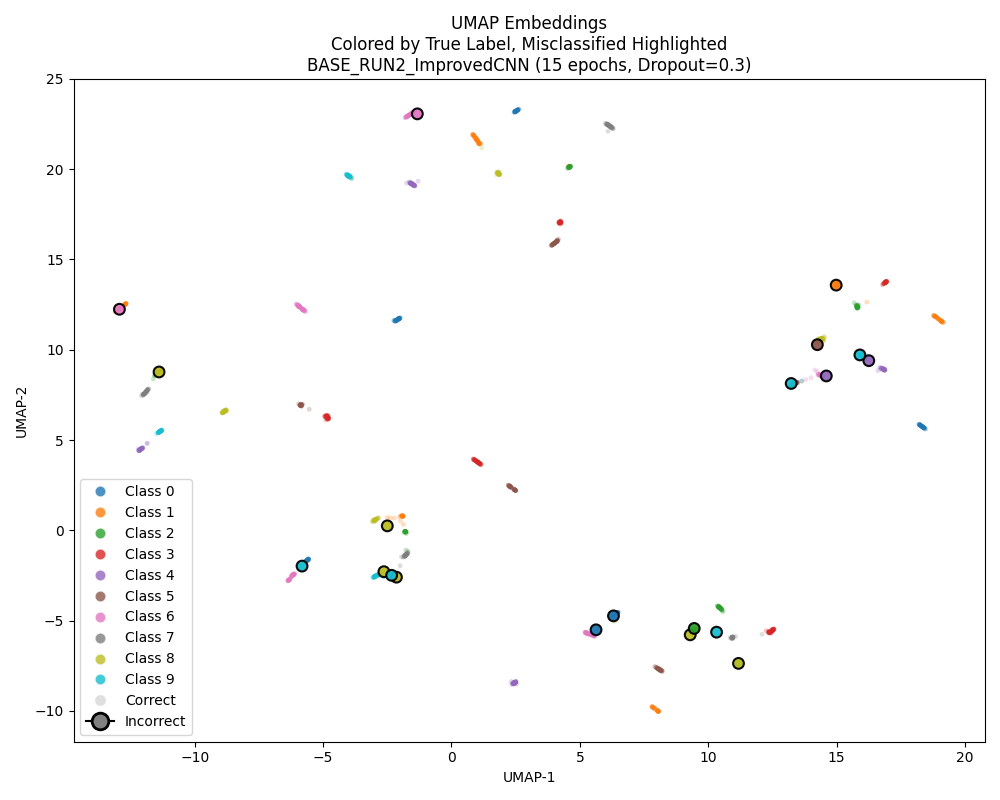 UMAP Embeddings
Colored by True Label, Misclassified Highlighted
BASE_RUN2_ImprovedCNN (15 epochs, Dropout=0.3)
25
20
15
10
5
0
−5
−10
UMAP-2
Class 0
Class 1
Class 2
Class 3
Class 4
Class 5
Class 6
Class 7
Class 8
Class 9
Correct
Incorrect
−10
−5
0
5
10
15
20
UMAP-1